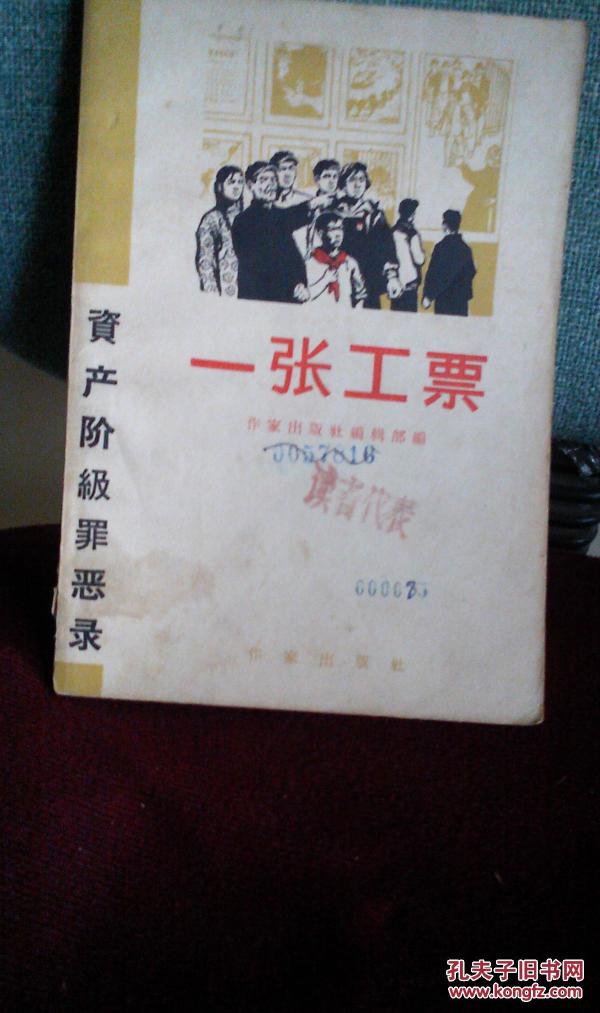 資产阶級罪恶录
一张工票
作家出版社編輯部編
0057816
作家出版社
孔夫子旧书网
www.kongfz.com